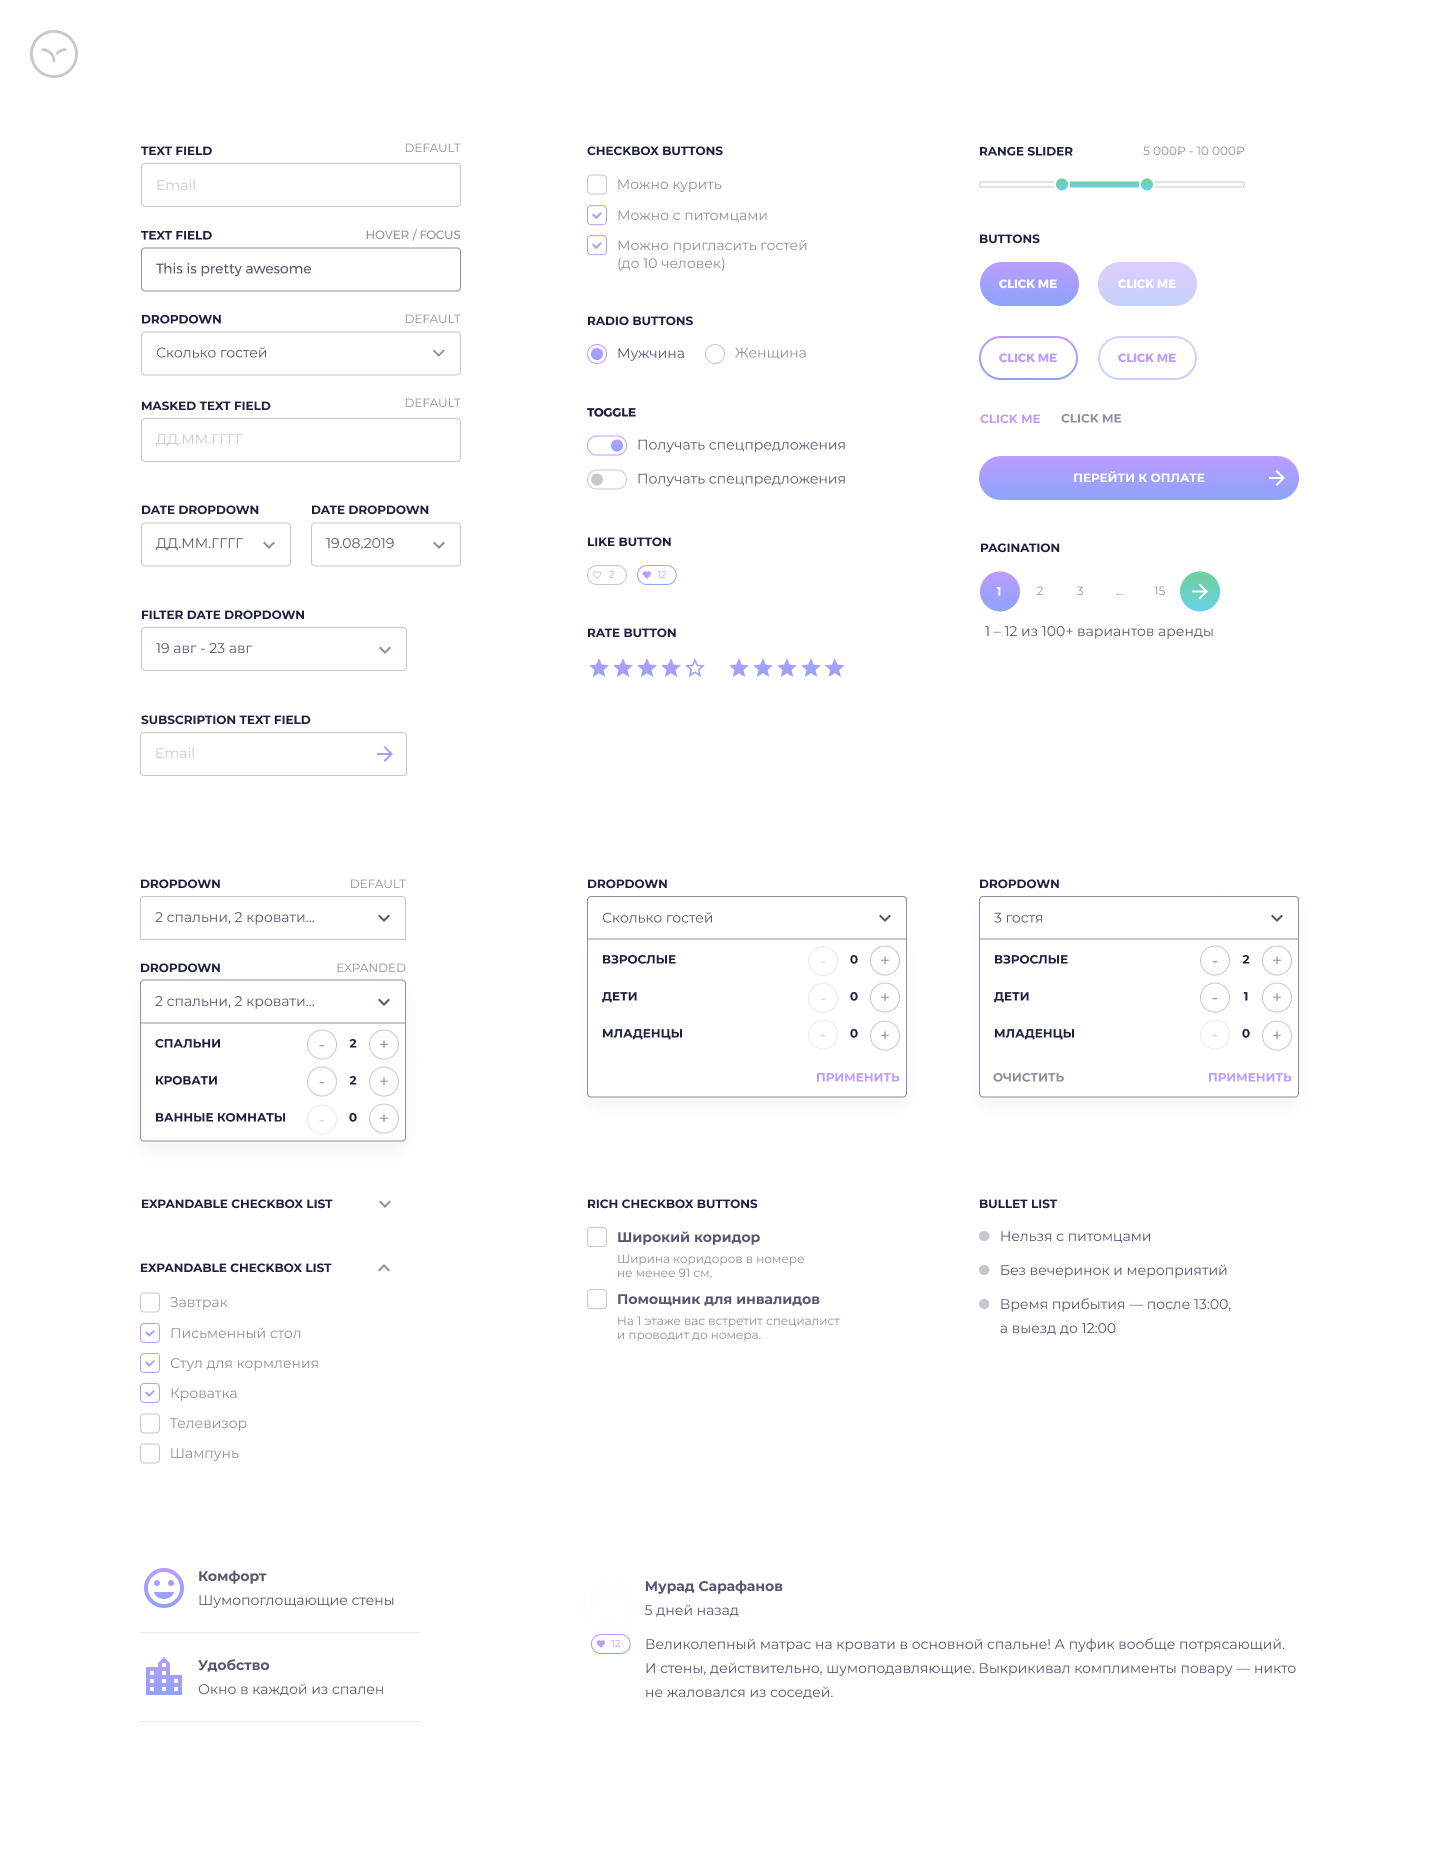 TEXT FIELD
DEFAULT
Email
TEXT FIELD
HOVER / FOCUS
This is pretty awesome
DROPDOWN
DEFAULT
Сколько гостей
MASKED TEXT FIELD
DEFAULT
ДД.ММ.ГГГГ
DATE DROPDOWN
ДД.ММ.ГГГГ
DATE DROPDOWN
19.08.2019
FILTER DATE DROPDOWN
19 авг - 23 авг
SUBSCRIPTION TEXT FIELD
Email
CHECKBOX BUTTONS
Можно курить
Можно с питомцами
Можно пригласить гостей
(до 10 человек)
RADIO BUTTONS
Мужчина
Женщина
TOGGLE
Получать спецпредложения
Получать спецпредложения
LIKE BUTTON
2
12
RATE BUTTON
RANGE SLIDER
5 000₽ - 10 000₽
BUTTONS
CLICK ME
CLICK ME
CLICK ME
CLICK ME
CLICK ME
CLICK ME
ПЕРЕЙТИ К ОПЛАТЕ
PAGINATION
1 2 3 ... 15
1 – 12 из 100+ вариантов аренды
DROPDOWN
DEFAULT
2 спальни, 2 кровати...
DROPDOWN
EXPANDED
2 спальни, 2 кровати...
СПАЛЬНИ - 2 +
КРОВАТИ - 2 +
ВАННЫЕ КОМНАТЫ - 0 +
DROPDOWN
Сколько гостей
ВЗРОСЛЫЕ - 0 +
ДЕТИ - 0 +
МЛАДЕНЦЫ - 0 +
ПРИМЕНИТЬ
DROPDOWN
3 гостя
ВЗРОСЛЫЕ - 2 +
ДЕТИ - 1 +
МЛАДЕНЦЫ - 0 +
ОЧИСТИТЬ
ПРИМЕНИТЬ
EXPANDABLE CHECKBOX LIST
EXPANDABLE CHECKBOX LIST
Завтрак
Письменный стол
Стул для кормления
Кроватка
Телевизор
Шампунь
RICH CHECKBOX BUTTONS
Широкий коридор
Ширина коридоров в номере
не менее 91 см.
Помощник для инвалидов
На 1 этаже вас встретит специалист
и проводит до номера.
BULLET LIST
Нельзя с питомцами
Без вечеринок и мероприятий
Время прибытия — после 13:00,
а выезд до 12:00
Комфорт
Шумопоглощающие стены
Удобство
Окно в каждой из спален
Мурад Сарафанов
5 дней назад
12
Великолепный матрас на кровати в основной спальне! А пуфик вообще потрясающий.
И стены, действительно, шумоподавляющие. Выкрикивал комплименты повару — никто
не жаловался из соседей.